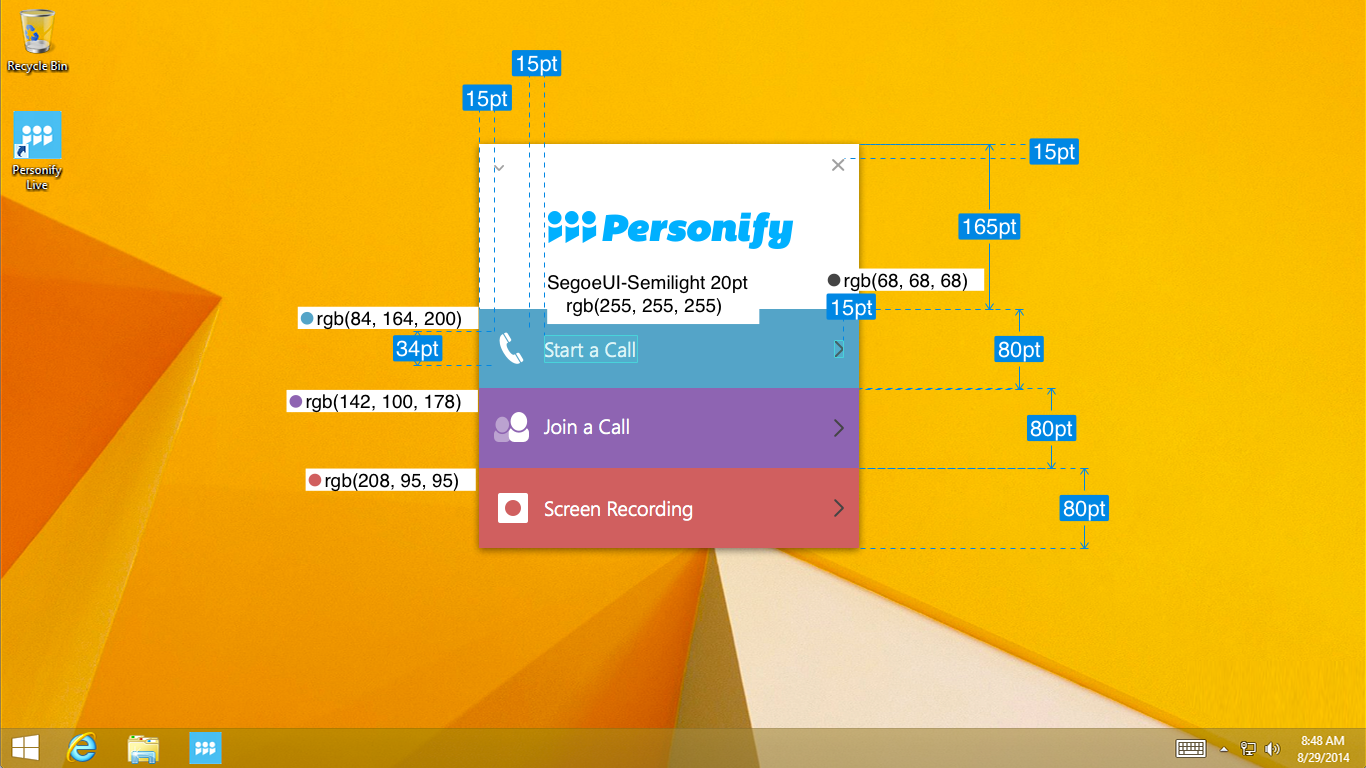 Recycle Bin
Personify
Live
15pt
15pt
15pt
165pt
Personify
SegoeUI-Semilight 20pt
rgb(255, 255, 255)
rgb(68, 68, 68)
15pt
rgb(84, 164, 200)
34pt
Start a Call
80pt
rgb(142, 100, 178)
Join a Call
80pt
rgb(208, 95, 95)
Screen Recording
80pt
8:48 AM
8/29/2014